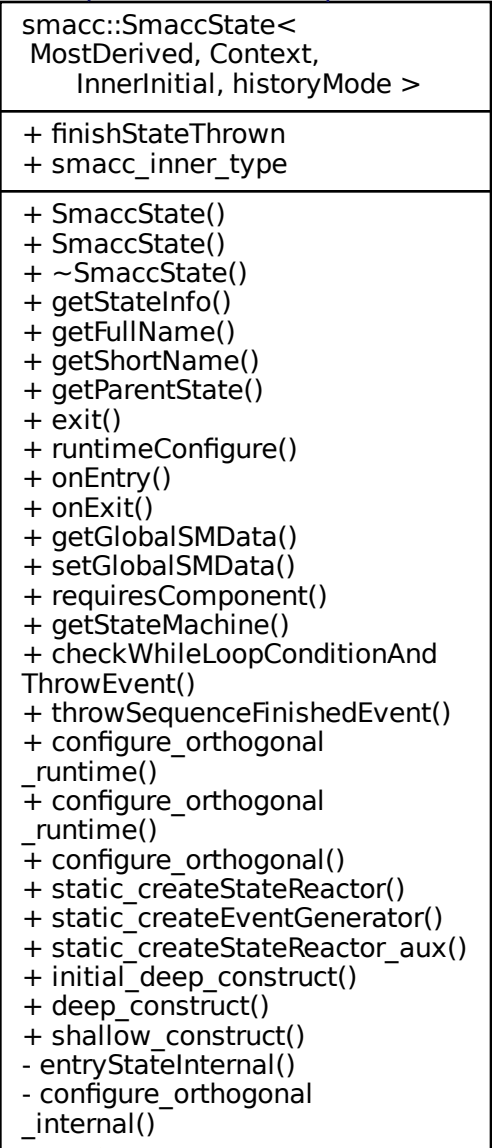 smacc::SmaccState<
MostDerived, Context,
InnerInitial, historyMode >
+ finishStateThrown
+ smacc_inner_type
+ SmaccState()
+ SmaccState()
+ ~SmaccState()
+ getStateInfo()
+ getFullName()
+ getShortName()
+ getParentState()
+ exit()
+ runtimeConfigure()
+ onEntry()
+ onExit()
+ getGlobalSMData()
+ setGlobalSMData()
+ requiresComponent()
+ getStateMachine()
+ checkWhileLoopConditionAnd
ThrowEvent()
+ throwSequenceFinishedEvent()
+ configure_orthogonal
_runtime()
+ configure_orthogonal
_runtime()
+ configure_orthogonal()
+ static_createStateReactor()
+ static_createEventGenerator()
+ static_createStateReactor_aux()
+ initial_deep_construct()
+ deep_construct()
+ shallow_construct()
- entryStateInternal()
- configure_orthogonal
_internal()